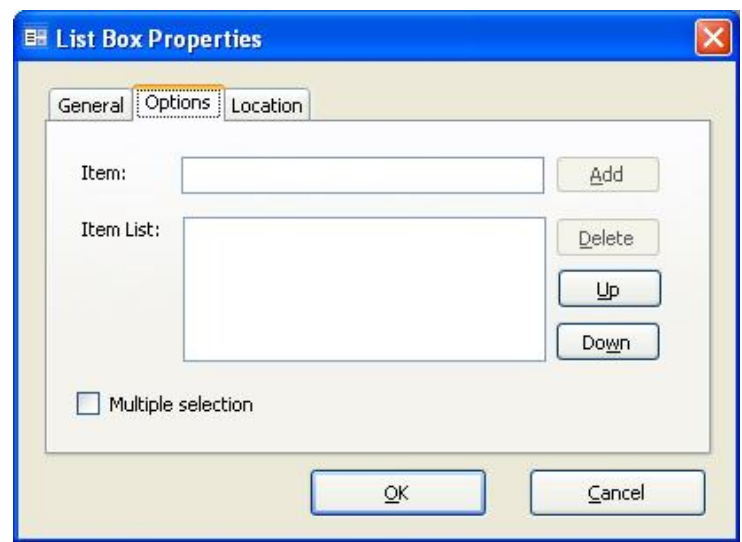 List Box Properties
General Options Location
Item: Add
Item List: Delete
Up
Down
Multiple selection
OK Cancel